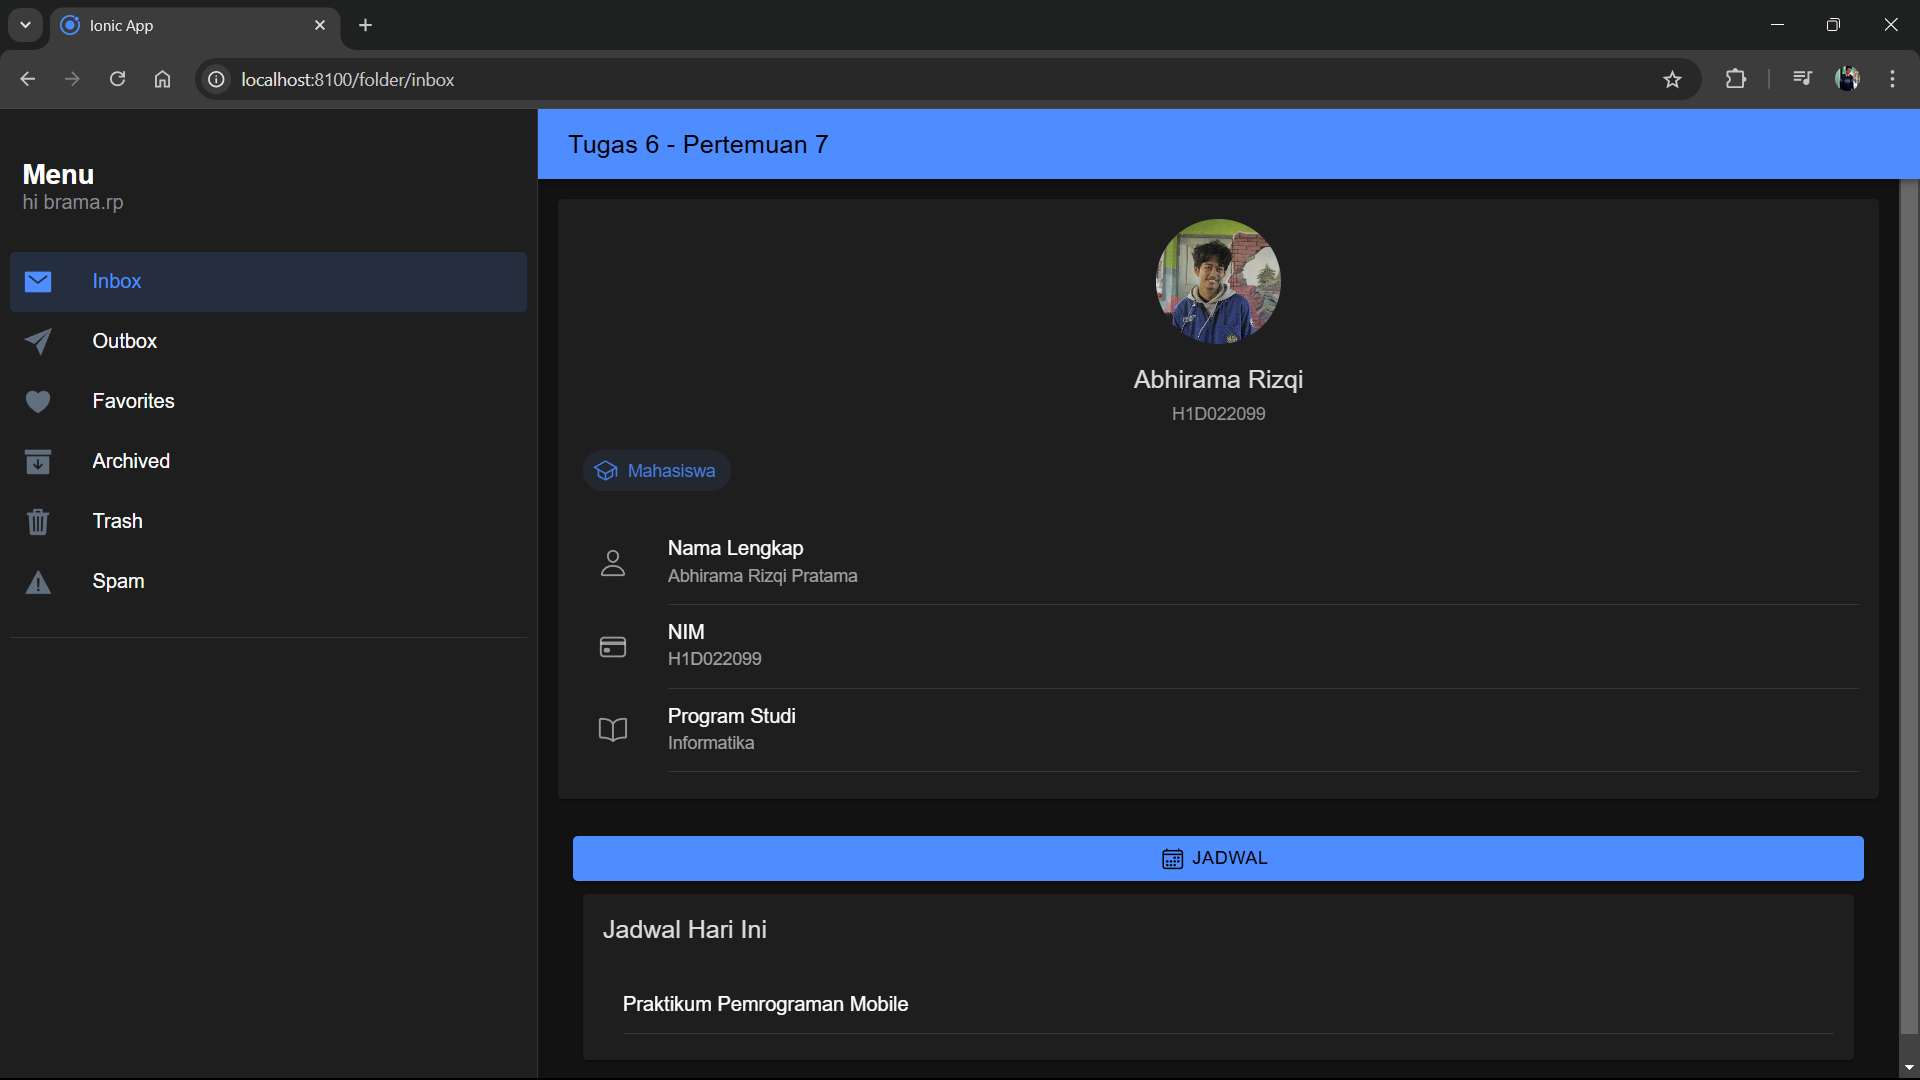 Ionic App
localhost:8100/folder/inbox
Menu
hi brama.rp
Inbox
Outbox
Favorites
Archived
Trash
Spam
Tugas 6 - Pertemuan 7
Abhirama Rizqi
H1D022099
Mahasiswa
Nama Lengkap
Abhirama Rizqi Pratama
NIM
H1D022099
Program Studi
Informatika
JADWAL
Jadwal Hari Ini
Praktikum Pemrograman Mobile